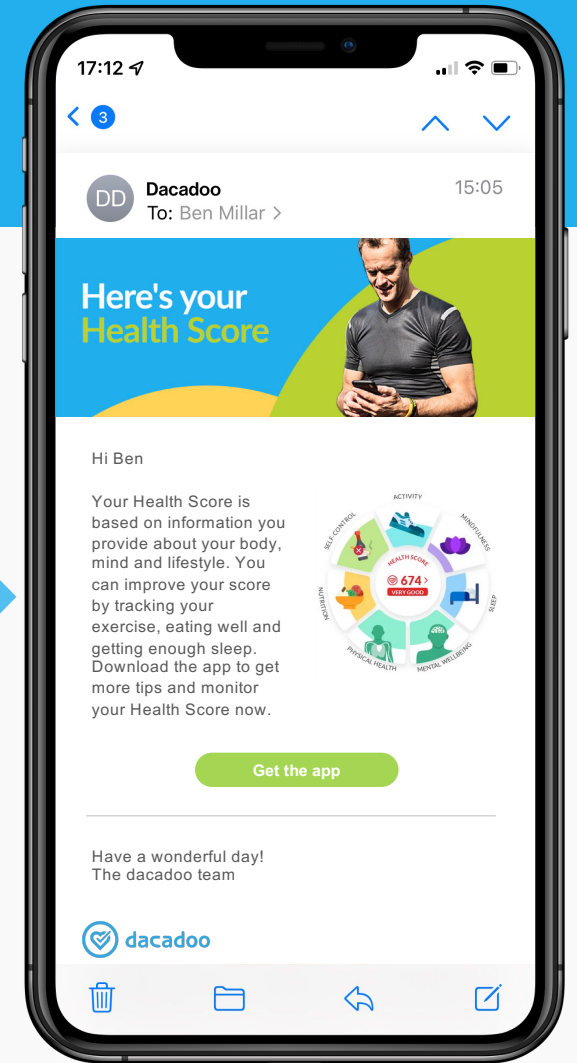 17:12
3
DD
Dacadoo
15:05
To: Ben Millar >
Here's your
Health Score
Hi Ben
Your Health Score is
based on information you
provide about your body,
mind and lifestyle. You
can improve your score
by tracking your
exercise, eating well and
getting enough sleep.
Download the app to get
more tips and monitor
your Health Score now.
ACTIVITY
MINDFULNESS
SLEEP
MENTAL WELLBEING
PHYSICAL HEALTH
NUTRITION
SELF-CONTROL
HEALTH SCORE
674 >
VERY GOOD
Get the app
Have a wonderful day!
The dacadoo team
dacadoo